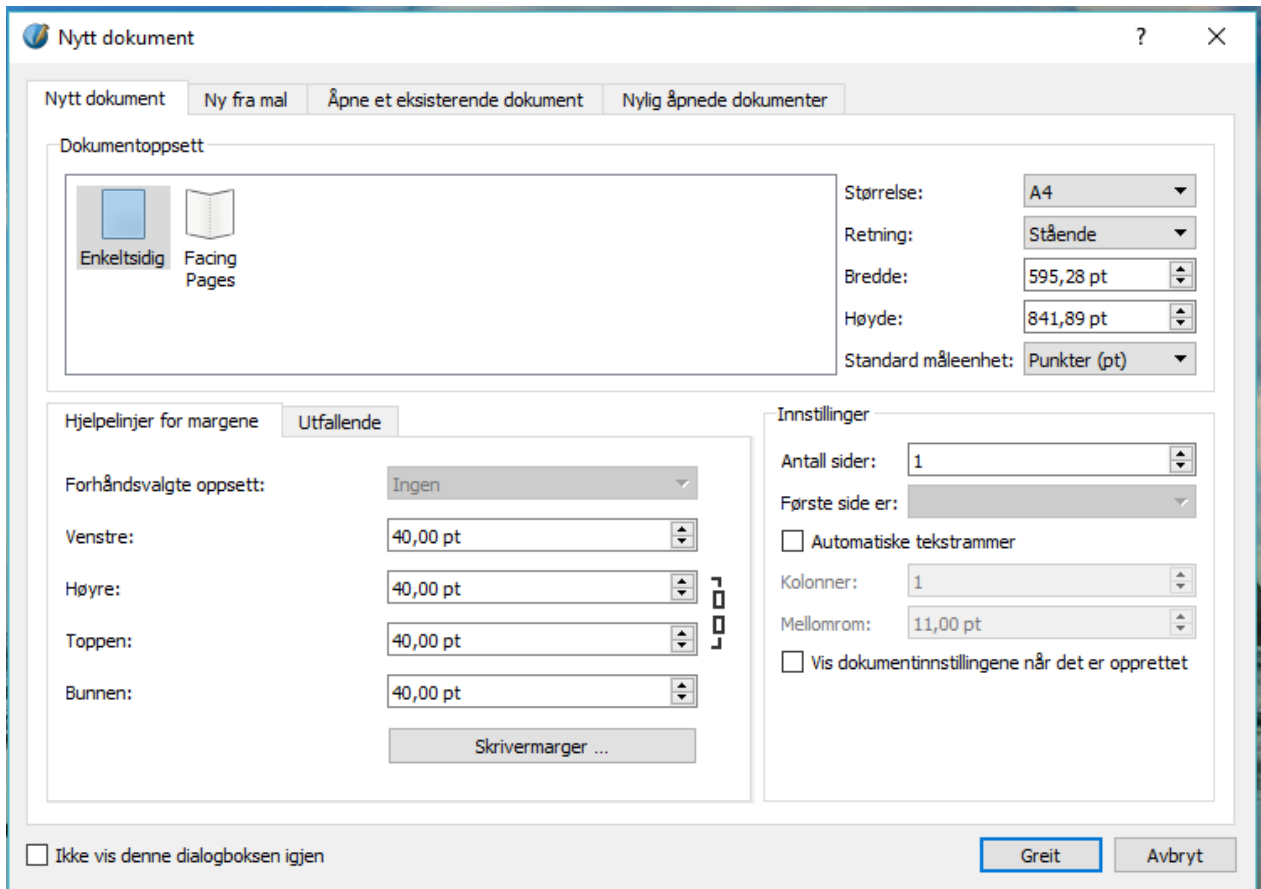 Nytt dokument
?
Nytt dokument
Ny fra mal
Åpne et eksisterende dokument
Nylig åpnede dokumenter
Dokumentoppsett
Enkeltsidig
Facing
Pages
Størrelse: A4
Retning: Stående
Bredde: 595,28 pt
Høyde: 841,89 pt
Standard måleenhet: Punkter (pt)
Hjelpelinjer for margene
Utfallende
Forhåndsvalgte oppsett: Ingen
Venstre: 40,00 pt
Høyre: 40,00 pt
Toppen: 40,00 pt
Bunnen: 40,00 pt
Skrivermarger ...
Innstillinger
Antall sider: 1
Første side er:
Automatiske tekstrammer
Kolonner: 1
Mellomrom: 11,00 pt
Vis dokumentinnstillingene når det er opprettet
Ikke vis denne dialogboksen igjen
Greit
Avbryt